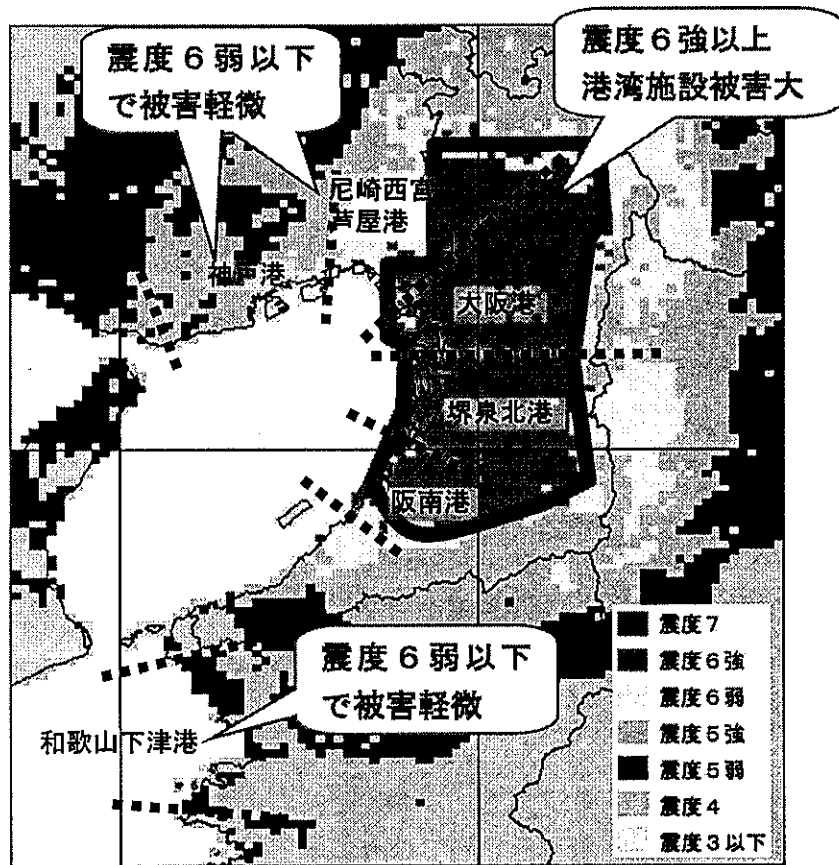 震度6弱以下
で被害軽微
震度6強以上
港湾施設被害大
尼崎西宮
芦屋港
神戸港
大阪港
堺泉北港
阪南港
震度6弱以下
で被害軽微
和歌山下津港
震度7
震度6強
震度6弱
震度5強
震度5弱
震度4
震度3以下